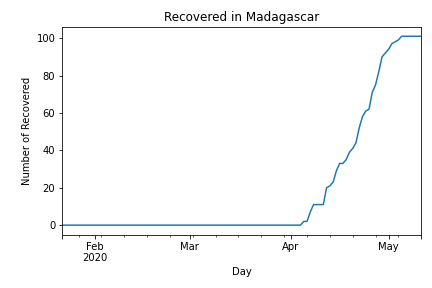 Recovered in Madagascar
Number of Recovered
100
80
60
40
20
0
Feb
2020
Mar
Apr
May
Day